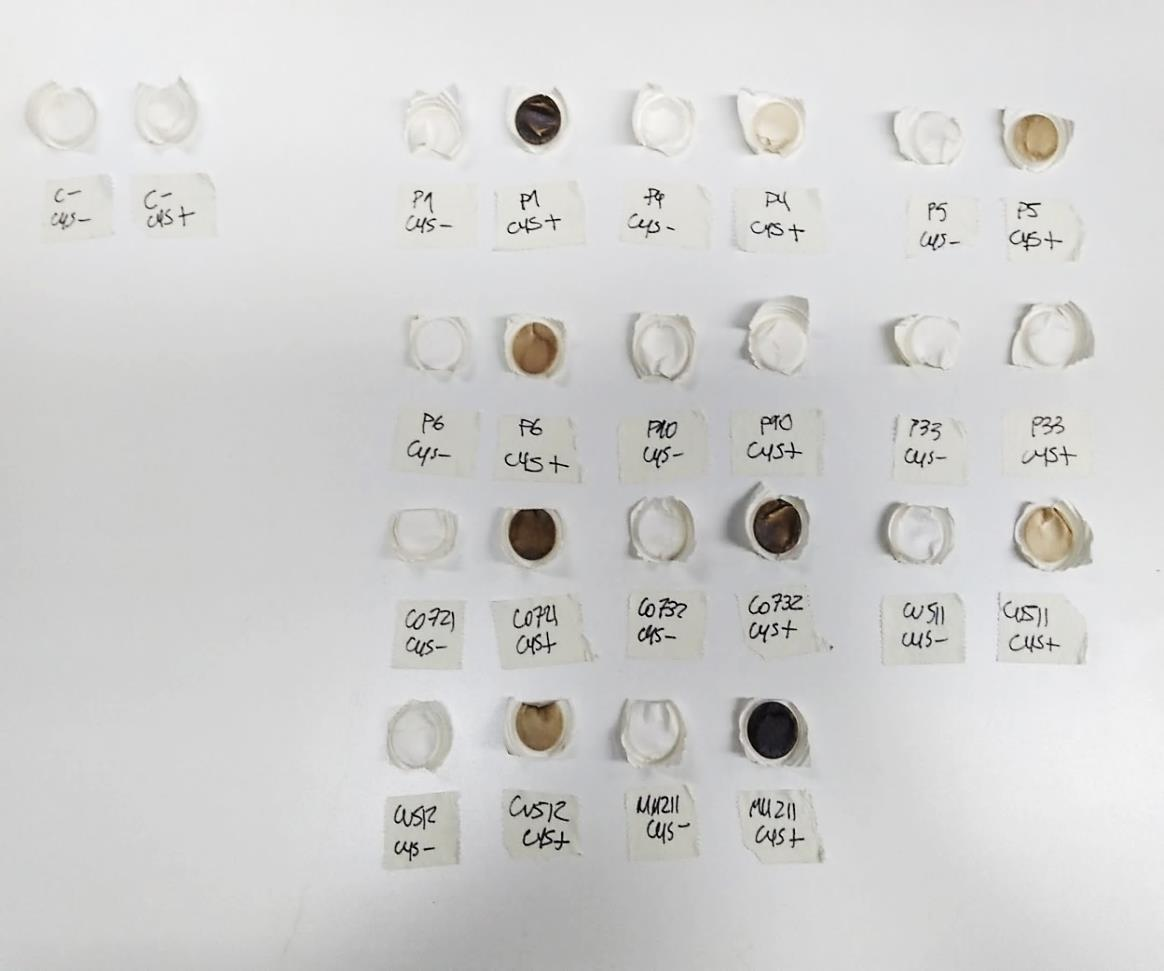 C-
cys-
C-
cys+
P1
cys-
P1
cys+
P4
cys-
P4
cys+
P5
cys-
P5
cys+
P6
cys-
P6
cys+
P10
cys-
P10
cys+
P33
cys-
P33
cys+
CO721
cys-
CO721
cys+
CO732
cys-
CO732
cys+
CU511
cys-
CU511
cys+
CU512
cys-
CU512
cys+
MU211
cys-
MU211
cys+